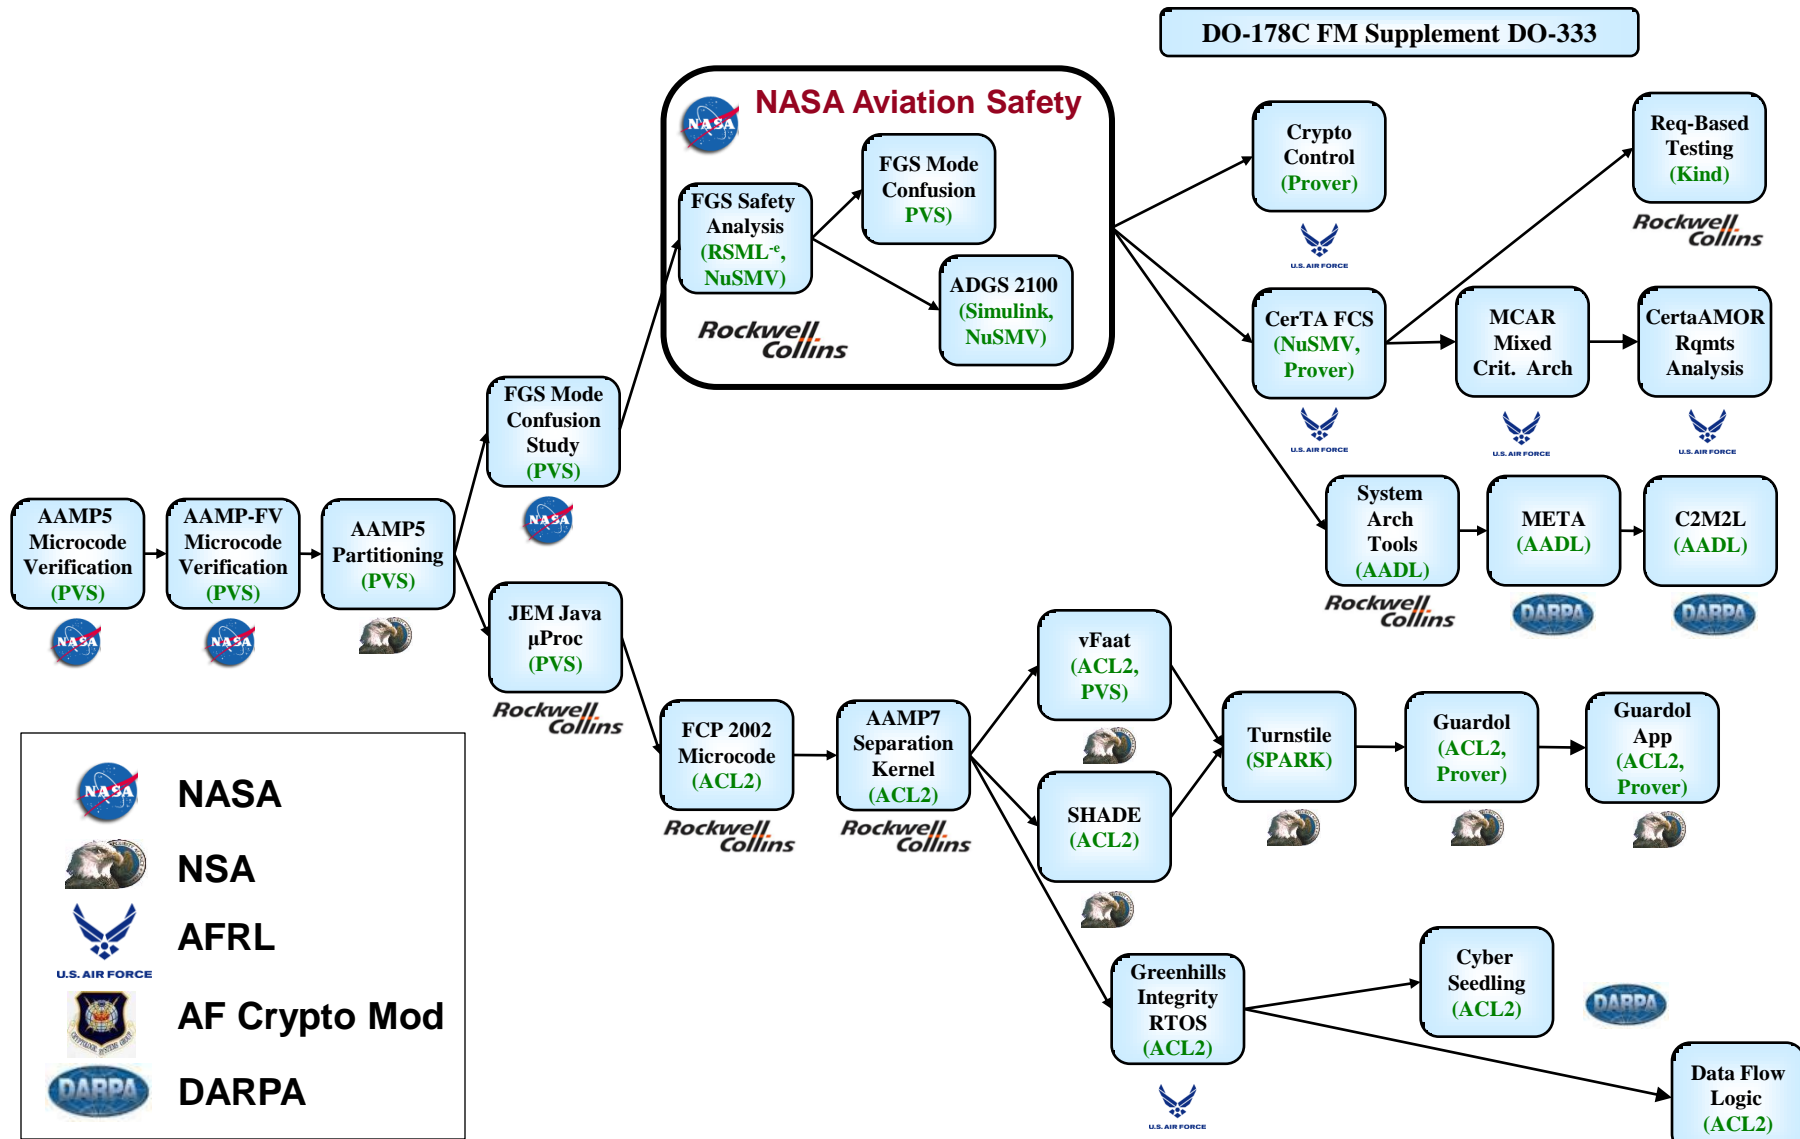 DO-178C FM Supplement DO-333
NASA
NASA Aviation Safety
FGS Safety
Analysis
(RSML-e,
NuSMV)
FGS Mode
Confusion
PVS)
ADGS 2100
(Simulink,
NuSMV)
Rockwell
Collins
Crypto
Control
(Prover)
U.S. AIR FORCE
Req-Based
Testing
(Kind)
Rockwell
Collins
CerTA FCS
(NuSMV,
Prover)
U.S. AIR FORCE
MCAR
Mixed
Crit. Arch
U.S. AIR FORCE
CertaAMOR
Rqmts
Analysis
U.S. AIR FORCE
FGS Mode
Confusion
Study
(PVS)
NASA
AAMP5
Microcode
Verification
(PVS)
NASA
AAMP-FV
Microcode
Verification
(PVS)
NASA
AAMP5
Partitioning
(PVS)
System
Arch
Tools
(AADL)
Rockwell
Collins
META
(AADL)
DARPA
C2M2L
(AADL)
DARPA
JEM Java
µProc
(PVS)
Rockwell
Collins
FCP 2002
Microcode
(ACL2)
Rockwell
Collins
AAMP7
Separation
Kernel
(ACL2)
Rockwell
Collins
vFaat
(ACL2,
PVS)
SHADE
(ACL2)
Turnstile
(SPARK)
Guardol
(ACL2,
Prover)
Guardol
App
(ACL2,
Prover)
Greenhills
Integrity
RTOS
(ACL2)
U.S. AIR FORCE
Cyber
Seedling
(ACL2)
DARPA
Data Flow
Logic
(ACL2)
NASA
NASA
NSA
U.S. AIR FORCE
AFRL
AF Crypto Mod
DARPA
DARPA